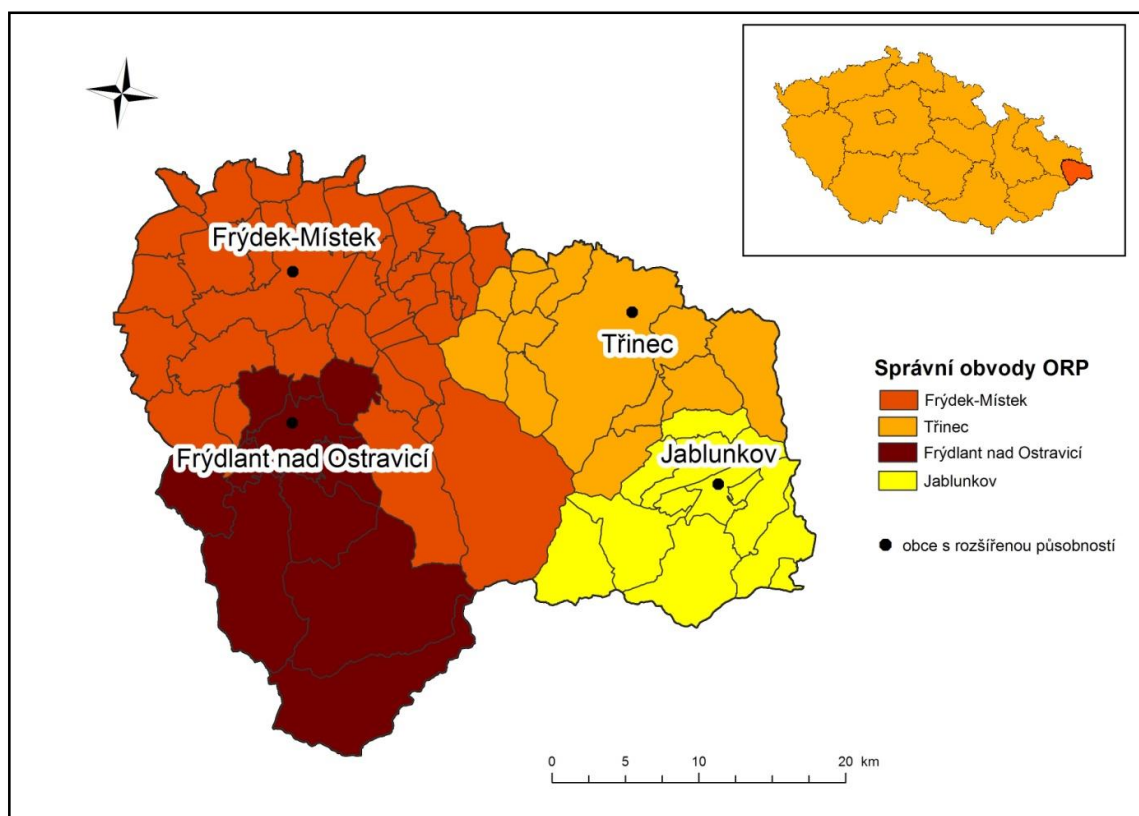 Frýdek-Místek
Třinec
Frýdlant nad Ostravicí
Jablunkov
Správní obvody ORP
Frýdek-Místek
Třinec
Frýdlant nad Ostravicí
Jablunkov
obce s rozšířenou působností
0 5 10 20 km